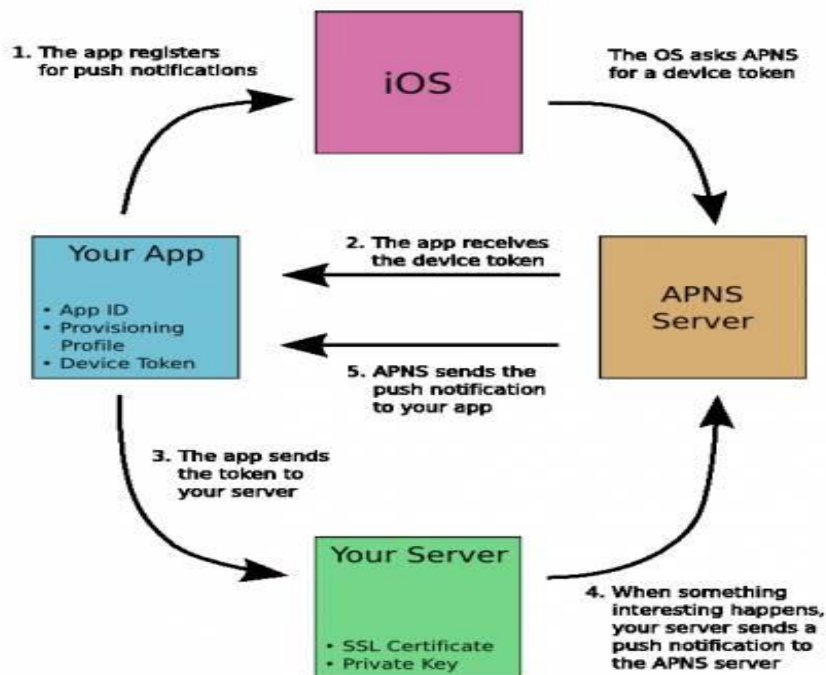 1. The app registers
for push notifications
iOS
The OS asks APNS
for a device token
Your App
• App ID
• Provisioning
Profile
• Device Token
2. The app receives
the device token
APNS
Server
5. APNS sends the
push notification
to your app
3. The app sends
the token to
your server
Your Server
• SSL Certificate
• Private Key
4. When something
interesting happens,
your server sends a
push notification to
the APNS server